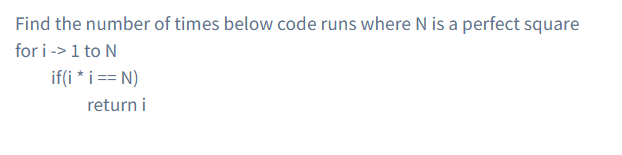 Find the number of times below code runs where N is a perfect square
for i -> 1 to N
if(i * i == N)
return i